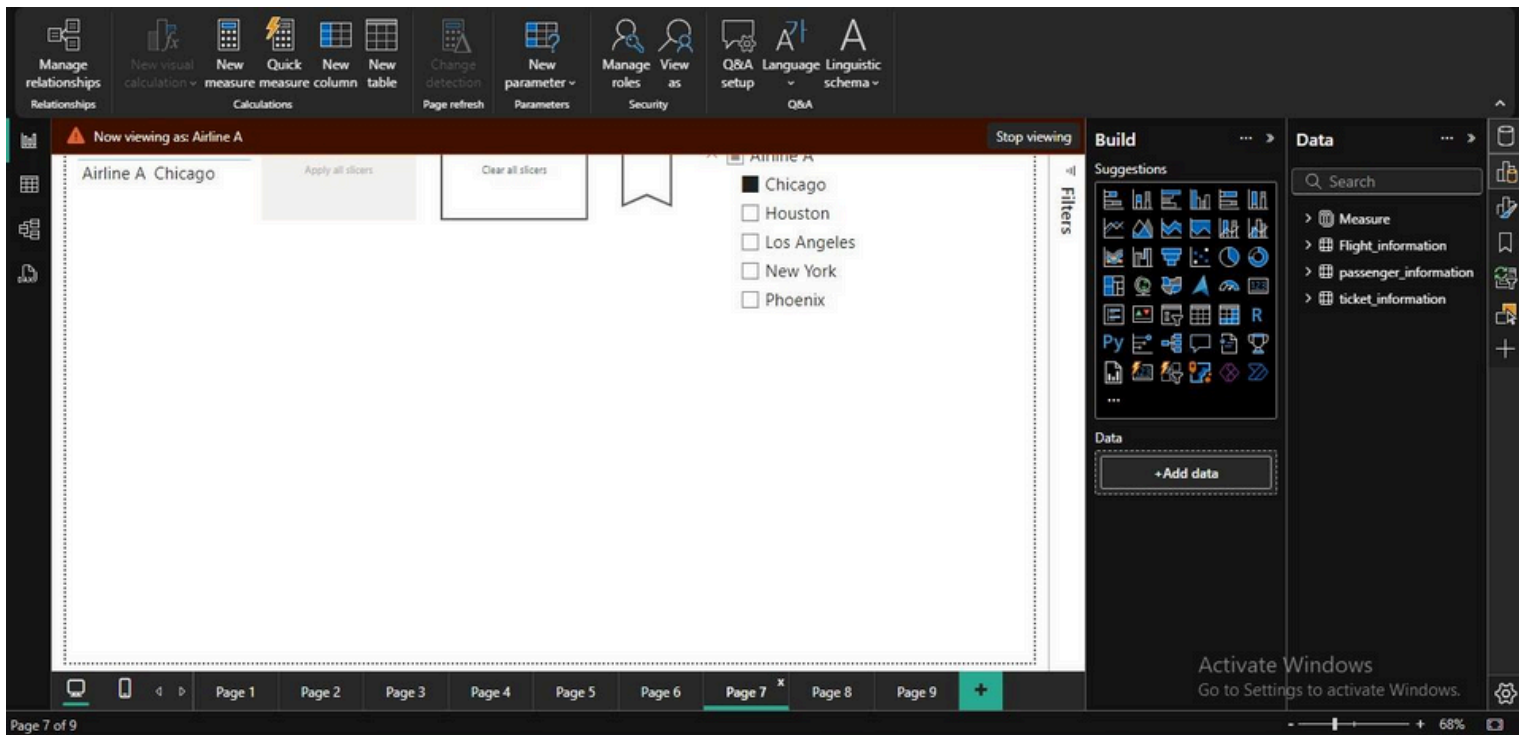 Manage relationships
New visual calculation
New measure
Quick measure
New column
New table
Change detection
New parameter
Manage roles
View as
Q&A setup
Language
Linguistic schema
Relationships
Calculations
Page refresh
Parameters
Security
Q&A
Now viewing as: Airline A
Stop viewing
Airline A Chicago
Apply all slicers
Clear all slicers
Airline A
Chicago
Houston
Los Angeles
New York
Phoenix
Filters
Build
Suggestions
123
R
Py
Data
+Add data
Data
Search
Measure
Flight_information
passenger_information
ticket_information
Activate Windows
Go to Settings to activate Windows.
Page 1
Page 2
Page 3
Page 4
Page 5
Page 6
Page 7
Page 8
Page 9
Page 7 of 9
68%